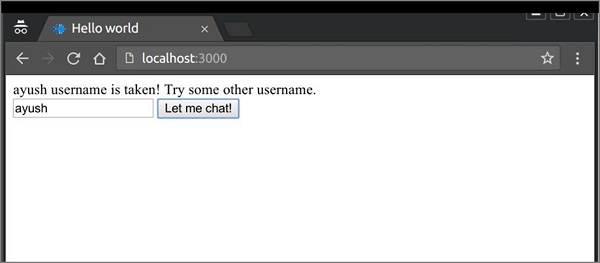 Hello world
localhost:3000
ayush username is taken! Try some other username.
ayush Let me chat!